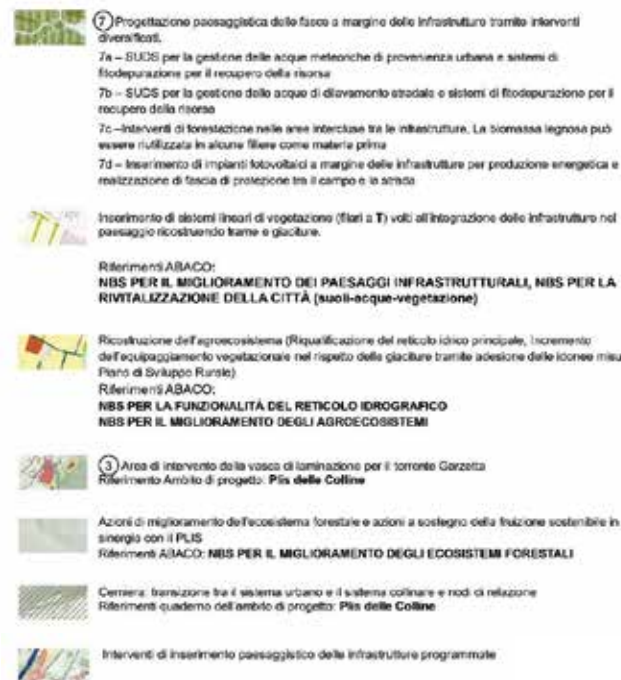 7 Progettazione paesaggistica delle fasce a margine delle infrastrutture tramite interventi
diversificati.
7a – SUDS per la gestione delle acque meteoriche di provenienza urbana e sistemi di
fitodepurazione per il recupero della risorsa
7b – SUDS per la gestione delle acque di dilavamento stradale e sistemi di fitodepurazione per il
recupero della risorsa
7c –Interventi di forestazione nelle aree intercluse tra le infrastrutture. La biomassa legnosa può
essere riutilizzata in alcune filiere come materia prima
7d – Inserimento di impianti fotovoltaici a margine delle infrastrutture per produzione energetica e
realizzazione di fascia di protezione tra il campo e la strada
Inserimento di sistemi lineari di vegetazione (filari a T) volti all'integrazione delle infrastrutture nel
paesaggio ricostruendo trame e giaciture.
Riferimenti ABACO:
NBS PER IL MIGLIORAMENTO DEI PAESAGGI INFRASTRUTTURALI, NBS PER LA
RIVITALIZZAZIONE DELLA CITTÀ (suoli-acque-vegetazione)
Ricostruzione dell'agroecosistema (Riqualificazione del reticolo idrico principale, Incremento
dell'equipaggiamento vegetazionale nel rispetto delle giaciture tramite adesione delle idonee misu
Piano di Sviluppo Rurale)
Riferimenti ABACO:
NBS PER LA FUNZIONALITÀ DEL RETICOLO IDROGRAFICO
NBS PER IL MIGLIORAMENTO DEGLI AGROECOSISTEMI
3 Area di intervento della vasca di laminazione per il torrente Garzetta
Riferimento Ambito di progetto: Plis delle Colline
Azioni di miglioramento dell'ecosistema forestale e azioni a sostegno della fruizione sostenibile in
sinergia con il PLIS
Riferimenti ABACO: NBS PER IL MIGLIORAMENTO DEGLI ECOSISTEMI FORESTALI
Cerniera: transizione tra il sistema urbano e il sistema collinare e nodi di relazione
Riferimenti quaderno dell'ambito di progetto: Plis delle Colline
Interventi di inserimento paesaggistico delle infrastrutture programmate